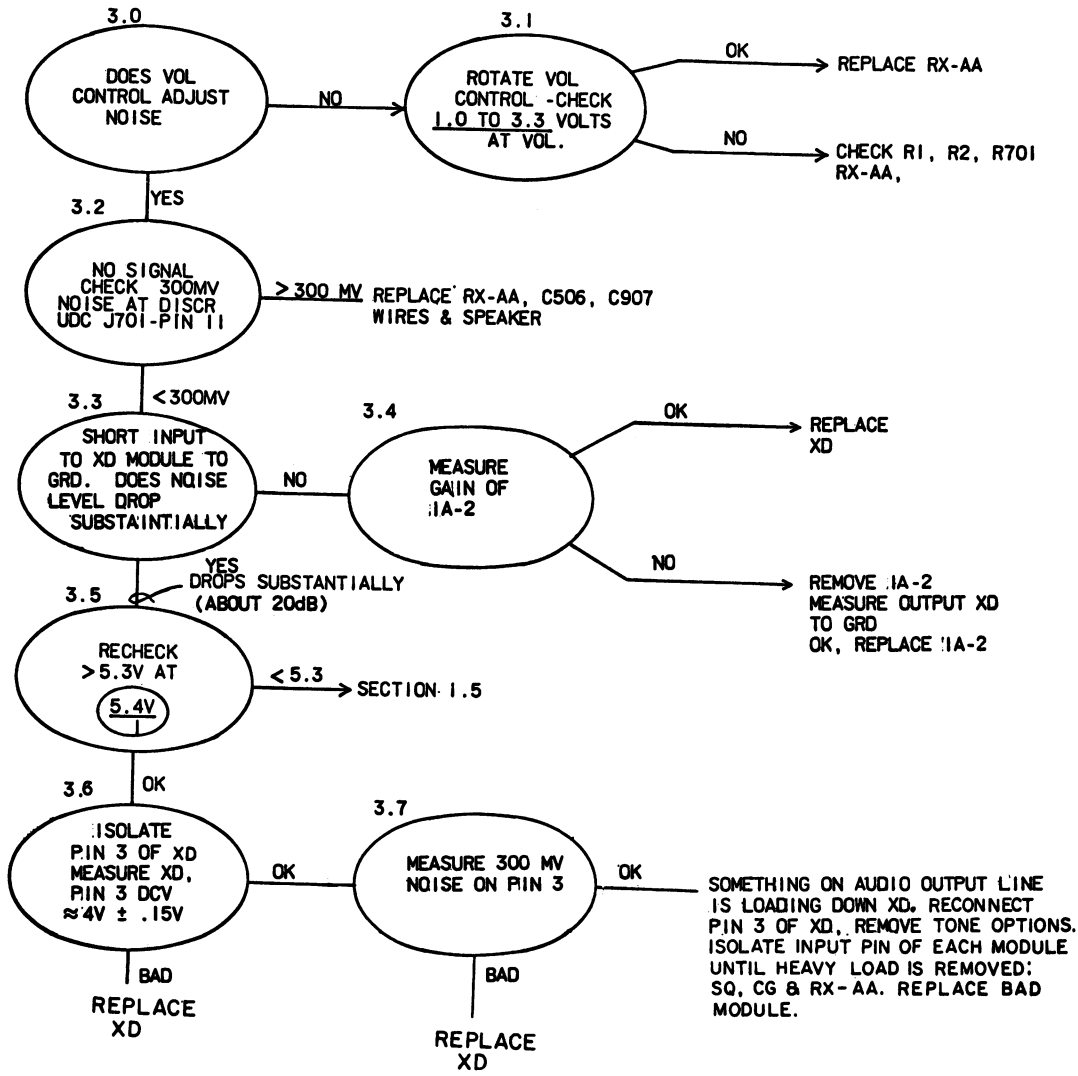 3.0
DOES VOL
CONTROL ADJUST
NOISE
NO
3.1
ROTATE VOL
CONTROL -CHECK
1.0 TO 3.3 VOLTS
AT VOL.
OK
REPLACE RX-AA
NO
CHECK R1, R2, R701
RX-AA,
YES
3.2
NO SIGNAL
CHECK 300MV
NOISE AT DISCR
UDC J701-PIN 11
>300 MV
REPLACE RX-AA, C506, C907
WIRES & SPEAKER
<300MV
3.3
SHORT INPUT
TO XD MODULE TO
GRD. DOES NOISE
LEVEL DROP
SUBSTAINTIALLY
NO
3.4
MEASURE
GAIN OF
IA-2
OK
REPLACE
XD
NO
REMOVE IA-2
MEASURE OUTPUT XD
TO GRD
OK, REPLACE IA-2
YES
DROPS SUBSTANTIALLY
(ABOUT 20dB)
3.5
RECHECK
>5.3V AT
5.4V
<5.3
SECTION 1.5
OK
3.6
ISOLATE
PIN 3 OF XD
MEASURE XD,
PIN 3 DCV
≈4V ± .15V
OK
BAD
REPLACE
XD
3.7
MEASURE 300 MV
NOISE ON PIN 3
OK
BAD
REPLACE
XD
SOMETHING ON AUDIO OUTPUT LINE
IS LOADING DOWN XD. RECONNECT
PIN 3 OF XD, REMOVE TONE OPTIONS.
ISOLATE INPUT PIN OF EACH MODULE
UNTIL HEAVY LOAD IS REMOVED:
SQ, CG & RX-AA. REPLACE BAD
MODULE.